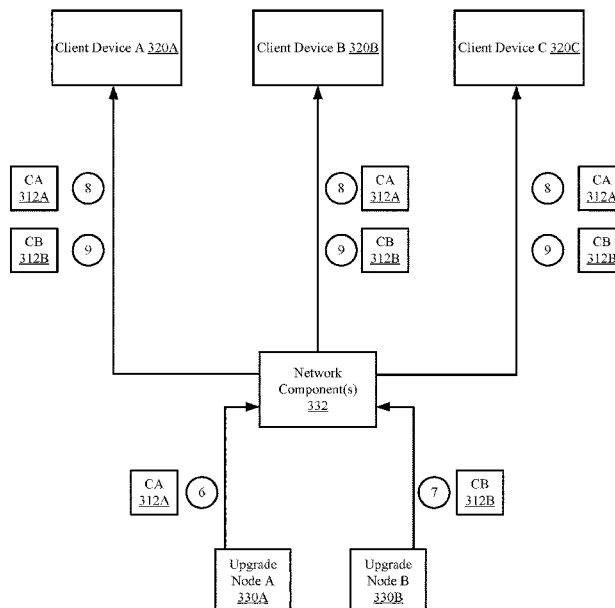 Client Device A 320A
Client Device B 320B
Client Device C 320C
CA
312A
8
8
CA
312A
8
CA
312A
CB
312B
9
9
CB
312B
9
CB
312B
Network
Component(s)
332
CA
312A
6
7
CB
312B
Upgrade
Node A
330A
Upgrade
Node B
330B